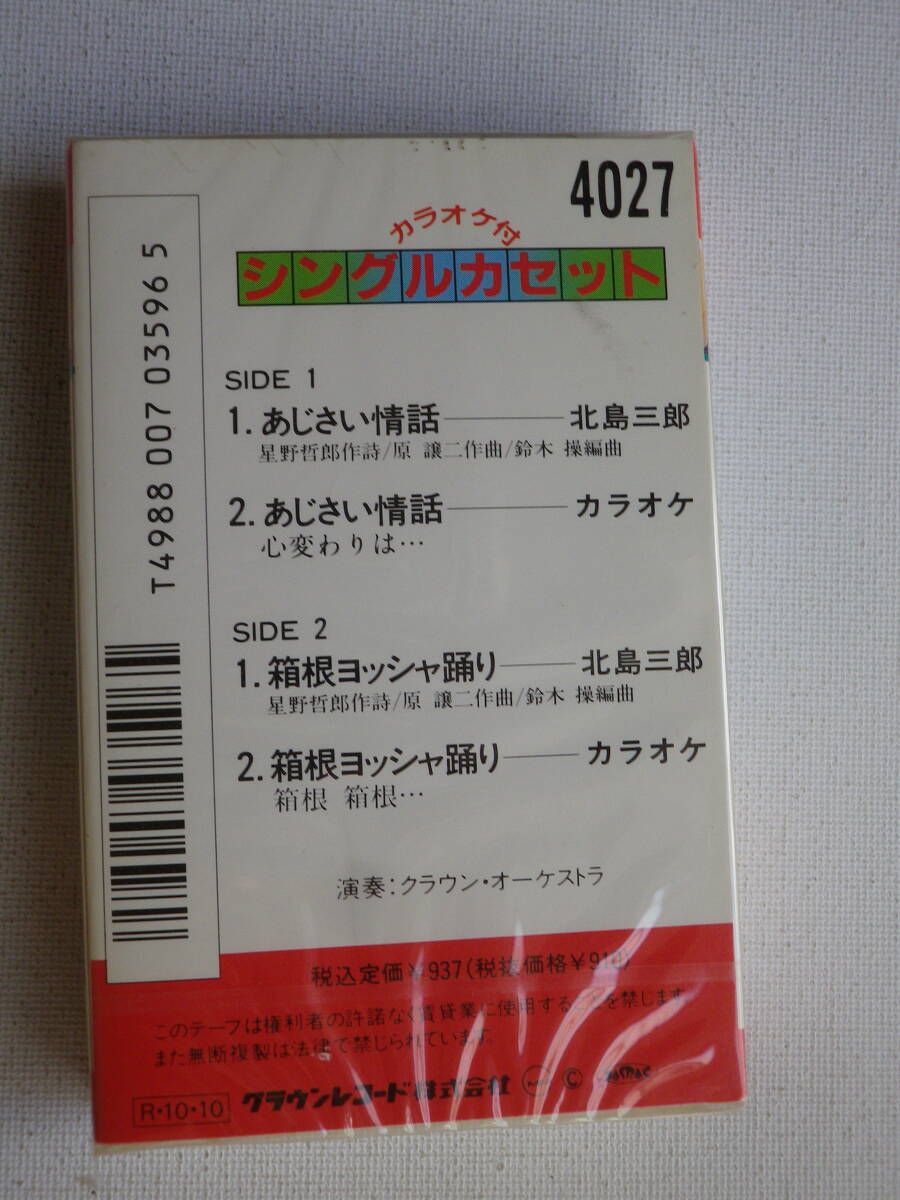 4027
カラオケ付
シングルカセット
T4988 007 03596 5
SIDE 1
1. あじさい情話 北島三郎
星野哲郎作詩/原 譲二作曲/鈴木 操編曲
2. あじさい情話 カラオケ
心変わりは…
SIDE 2
1. 箱根ヨッシャ踊り 北島三郎
星野哲郎作詩/原 譲二作曲/鈴木 操編曲
2. 箱根ヨッシャ踊り カラオケ
箱根 箱根…
演奏:クラウン・オーケストラ
税込定価¥937(税抜価格¥910)
このテープは権利者の許諾なく賃貸業に使用することを禁じます。
また無断複製は法律で禁じられています。
R・10・10 クラウンレコード株式会社 Ⓒ